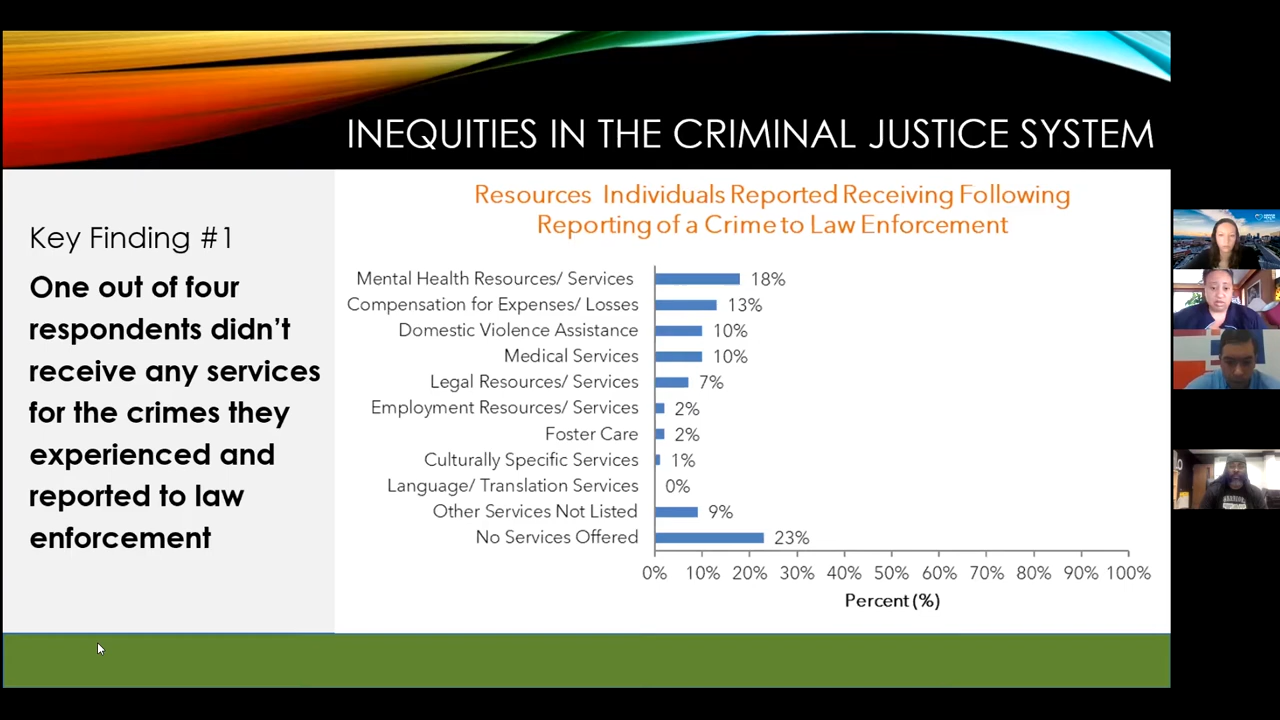 INEQUITIES IN THE CRIMINAL JUSTICE SYSTEM
Key Finding #1
One out of four
respondents didn't
receive any services
for the crimes they
experienced and
reported to law
enforcement
Resources Individuals Reported Receiving Following
Reporting of a Crime to Law Enforcement
Mental Health Resources/ Services 18%
Compensation for Expenses/ Losses 13%
Domestic Violence Assistance 10%
Medical Services 10%
Legal Resources/ Services 7%
Employment Resources/ Services 2%
Foster Care 2%
Culturally Specific Services 1%
Language/ Translation Services 0%
Other Services Not Listed 9%
No Services Offered 23%
0% 10% 20% 30% 40% 50% 60% 70% 80% 90% 100%
Percent (%)